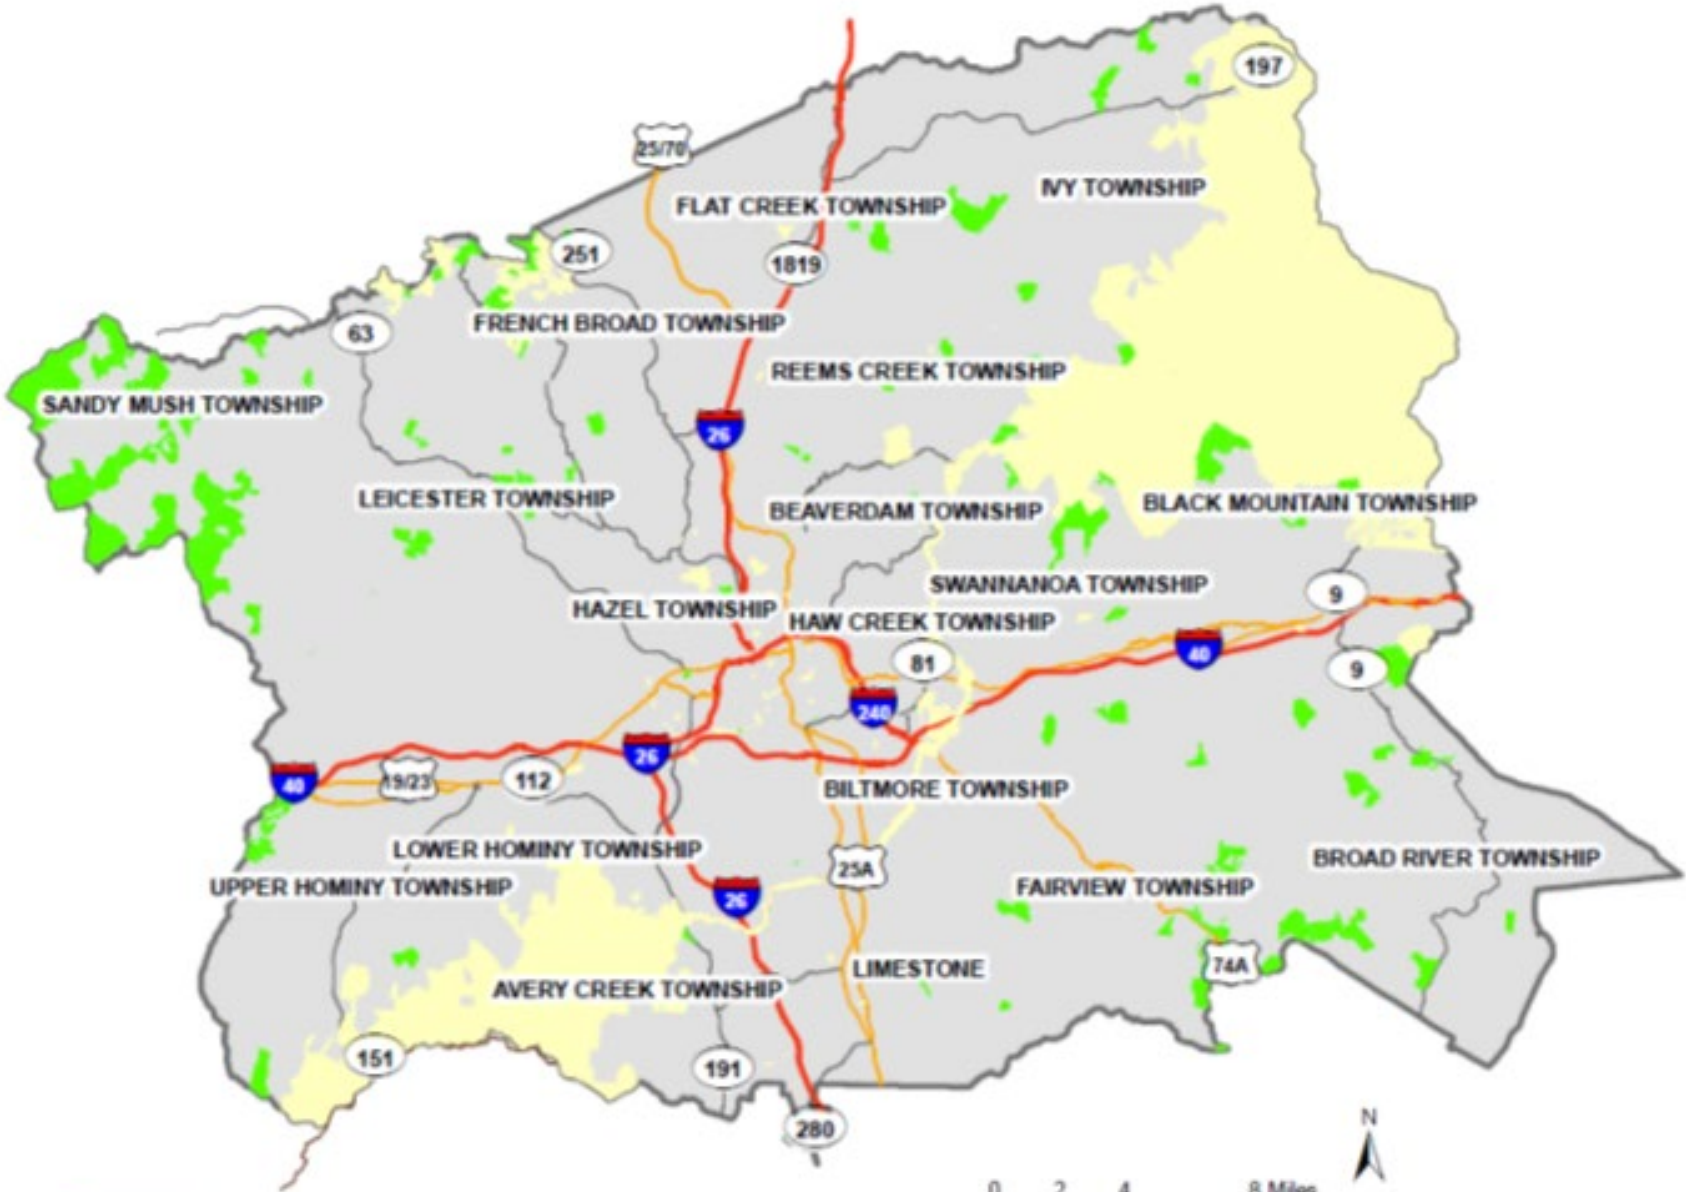 197
25/70
IVY TOWNSHIP
FLAT CREEK TOWNSHIP
251
1819
FRENCH BROAD TOWNSHIP
63
REEMS CREEK TOWNSHIP
SANDY MUSH TOWNSHIP
26
LEICESTER TOWNSHIP
BEAVERDAM TOWNSHIP
BLACK MOUNTAIN TOWNSHIP
SWANNANOA TOWNSHIP
9
HAZEL TOWNSHIP
HAW CREEK TOWNSHIP
40
81
9
240
26
40
19/23
112
BILTMORE TOWNSHIP
LOWER HOMINY TOWNSHIP
25A
BROAD RIVER TOWNSHIP
UPPER HOMINY TOWNSHIP
26
FAIRVIEW TOWNSHIP
74A
LIMESTONE
AVERY CREEK TOWNSHIP
151
191
280
N
0 2 4 8 Miles